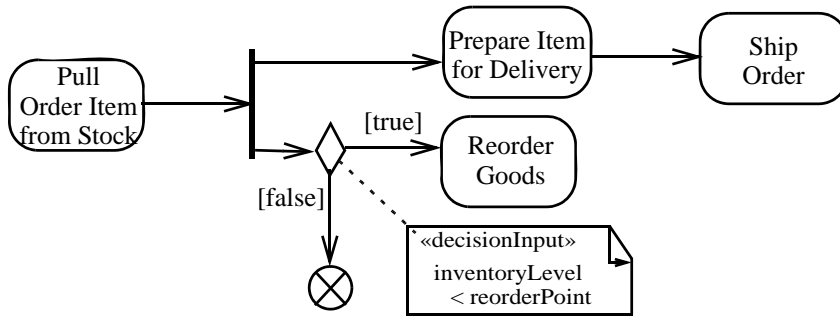 Pull
Order Item
from Stock
Prepare Item
for Delivery
Ship
Order
[true]
Reorder
Goods
[false]
«decisionInput»
inventoryLevel
< reorderPoint